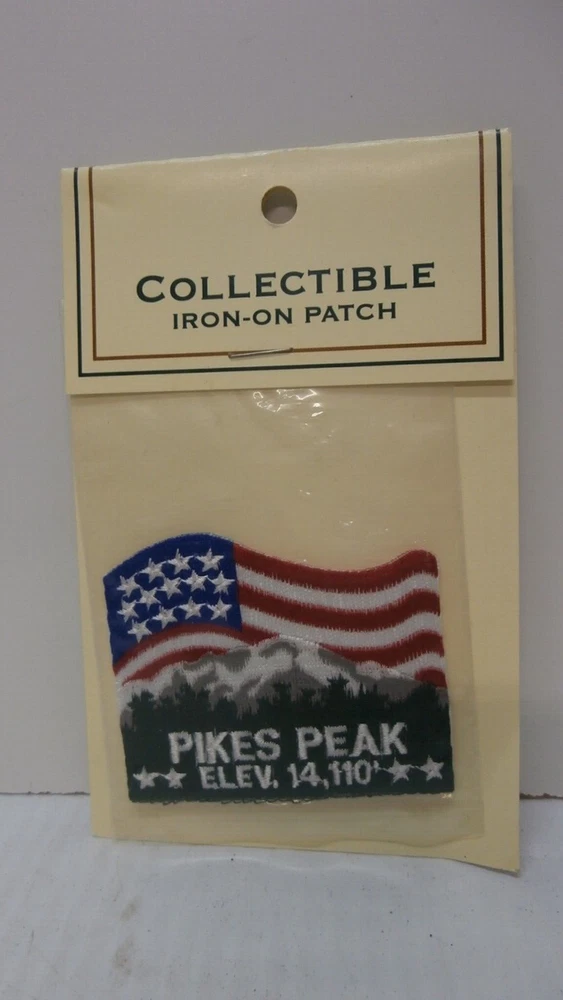 COLLECTIBLE
IRON-ON PATCH
PIKES PEAK
ELEV. 14,110'